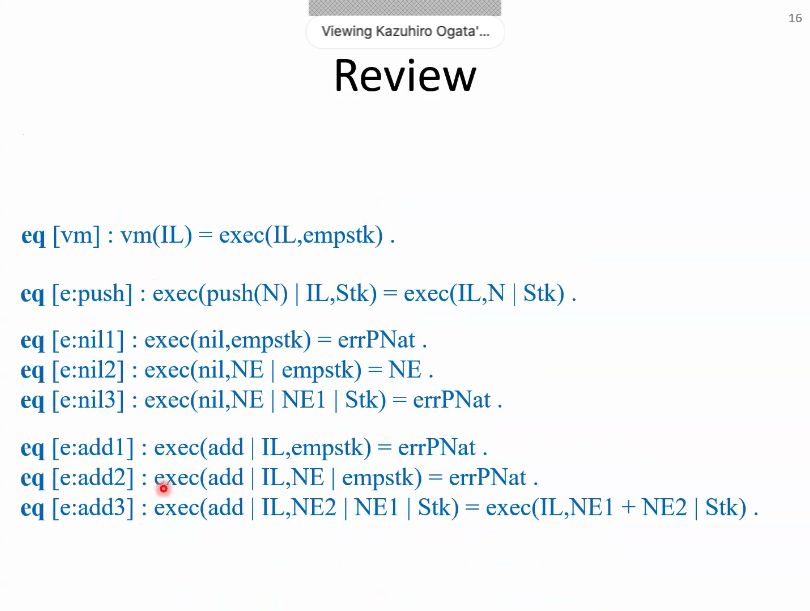 16
Viewing Kazuhiro Ogata'...
Review
eq [vm] : vm(IL) = exec(IL,empstk) .
eq [e:push] : exec(push(N) | IL,Stk) = exec(IL,N | Stk) .
eq [e:nil1] : exec(nil,empstk) = errPNat .
eq [e:nil2] : exec(nil,NE | empstk) = NE .
eq [e:nil3] : exec(nil,NE | NE1 | Stk) = errPNat .
eq [e:add1] : exec(add | IL,empstk) = errPNat .
eq [e:add2] : exec(add | IL,NE | empstk) = errPNat .
eq [e:add3] : exec(add | IL,NE2 | NE1 | Stk) = exec(IL,NE1 + NE2 | Stk) .